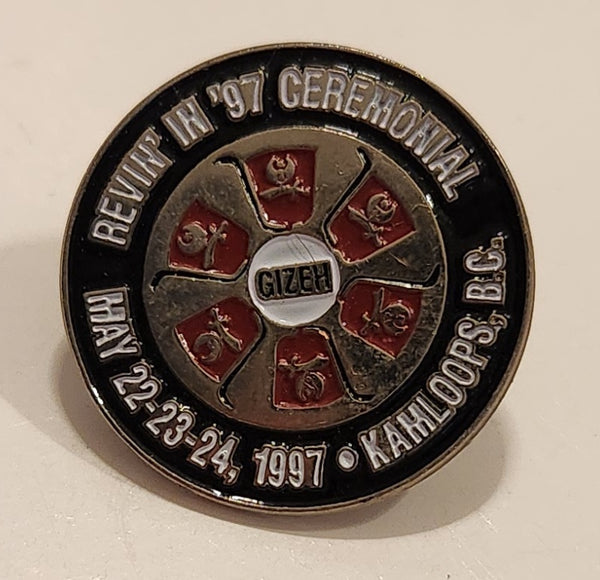 REVIN' IN '97 CEREMONIAL
GIZEH
MAY 22-23-24, 1997 • KAMLOOPS, B.C.